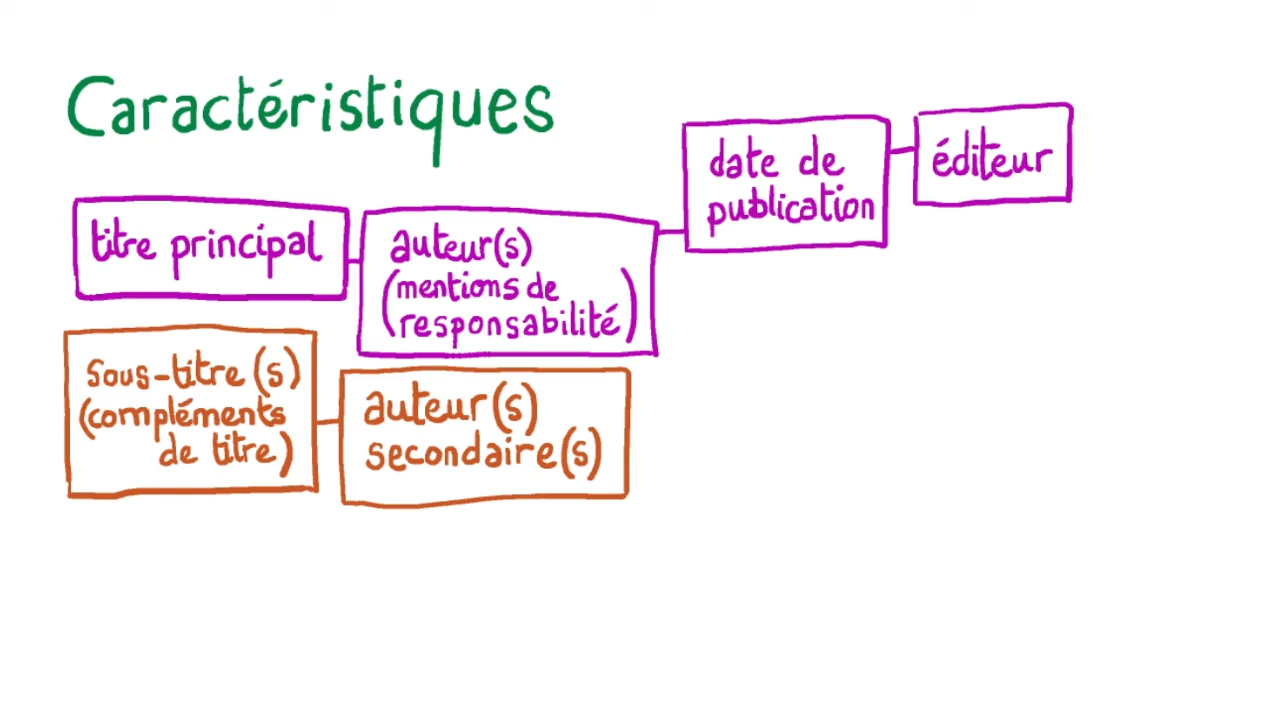 Caractéristiques
titre principal
auteur(s)
(mentions de
responsabilité)
date de
publication
éditeur
sous-titre(s)
(compléments
de titre)
auteur(s)
secondaire(s)